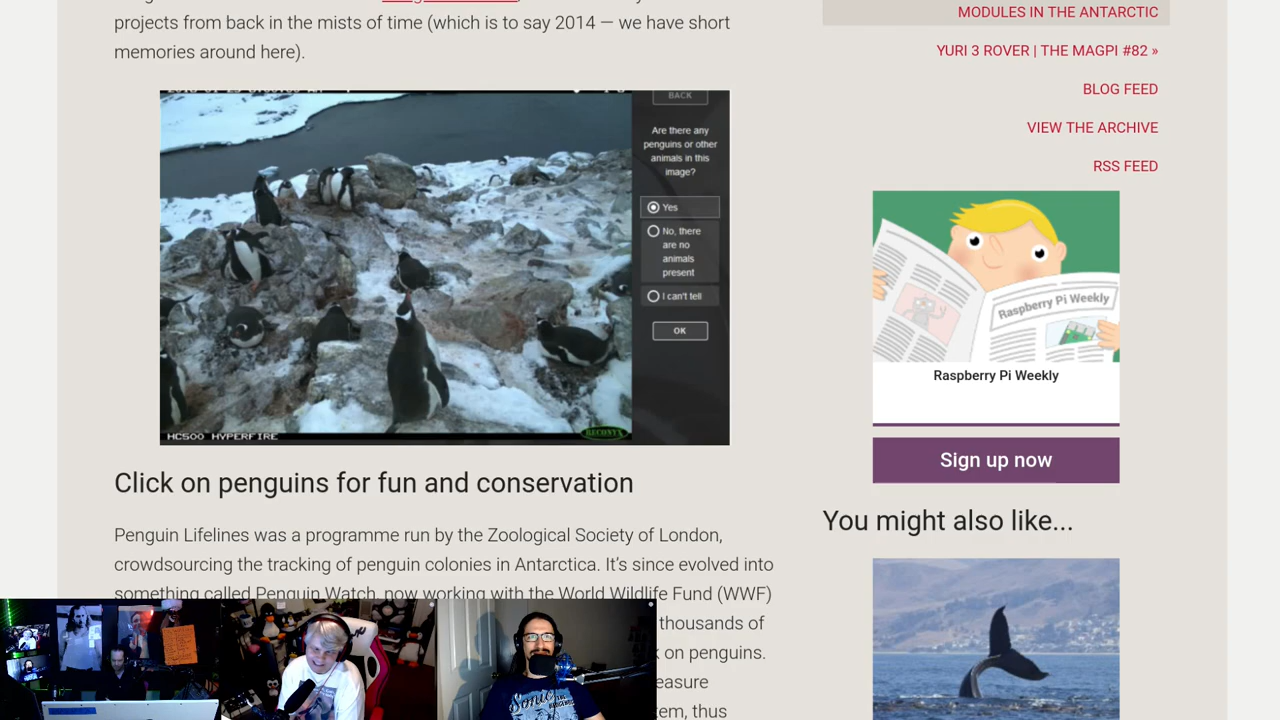 projects from back in the mists of time (which is to say 2014 — we have short
memories around here).
BACK
Are there any
penguins or other
animals in this
image?
Yes
No, there
are no
animals
present
I can't tell
OK
HC500 HYPERFIRE
RECONYX
Click on penguins for fun and conservation
Penguin Lifelines was a programme run by the Zoological Society of London,
crowdsourcing the tracking of penguin colonies in Antarctica. It's since evolved into
something called Penguin Watch, now working with the World Wildlife Fund (WWF)
thousands of
on penguins.
easure
tem, thus
MODULES IN THE ANTARCTIC
YURI 3 ROVER | THE MAGPI #82 »
BLOG FEED
VIEW THE ARCHIVE
RSS FEED
Raspberry Pi Weekly
Raspberry Pi Weekly
Sign up now
You might also like...
Sonic